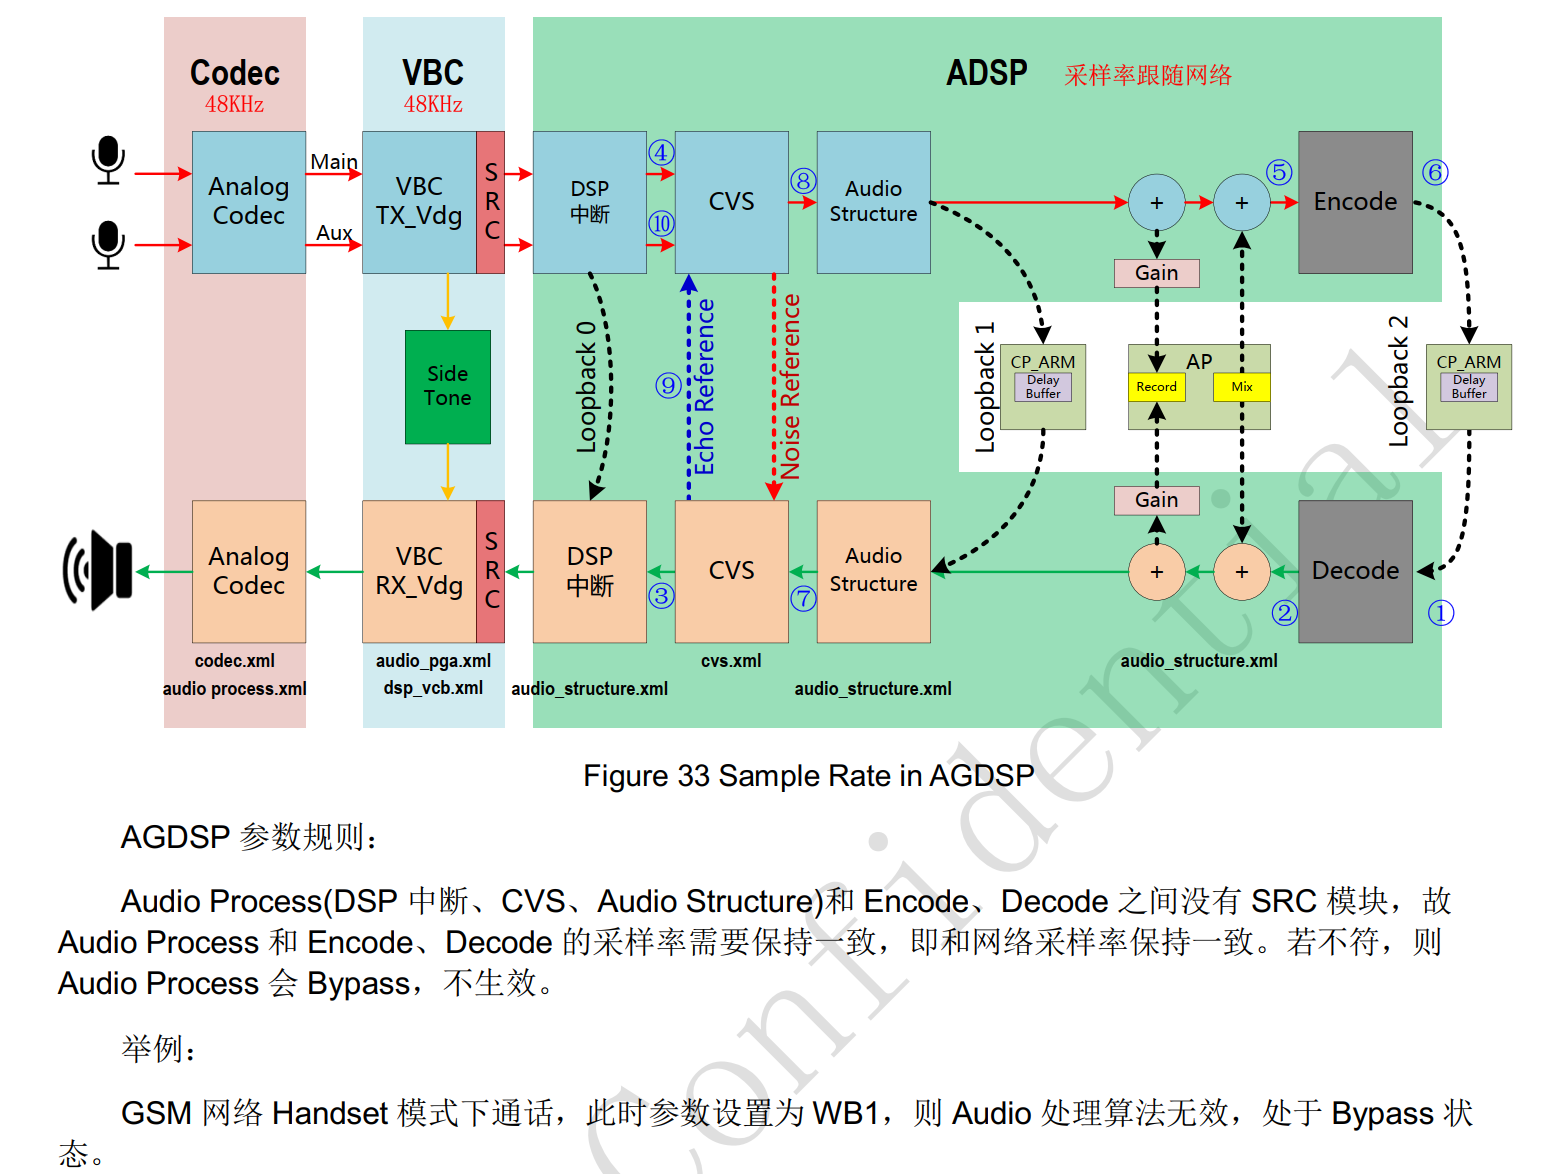 Codec
48KHz
VBC
48KHz
ADSP 采样率跟随网络
Analog
Codec
Main
Aux
VBC
TX_Vdg
S
R
C
DSP
中断
④
⑩
CVS
⑧
Audio
Structure
+
+
⑤
Encode
⑥
Gain
Side
Tone
Loopback 0
⑨
Echo Reference
Noise Reference
Loopback 1
CP_ARM
Delay
Buffer
AP
Record
Mix
Loopback 2
CP_ARM
Delay
Buffer
Gain
Analog
Codec
VBC
RX_Vdg
S
R
C
DSP
中断
③
CVS
⑦
Audio
Structure
+
+
②
Decode
①
codec.xml
audio process.xml
audio_pga.xml
dsp_vcb.xml
audio_structure.xml
cvs.xml
audio_structure.xml
audio_structure.xml
Figure 33 Sample Rate in AGDSP
AGDSP 参数规则：
Audio Process(DSP 中断、CVS、Audio Structure)和 Encode、Decode 之间没有 SRC 模块，故
Audio Process 和 Encode、Decode 的采样率需要保持一致，即和网络采样率保持一致。若不符，则
Audio Process 会 Bypass，不生效。
举例：
GSM 网络 Handset 模式下通话，此时参数设置为 WB1，则 Audio 处理算法无效，处于 Bypass 状
态。
Confidential